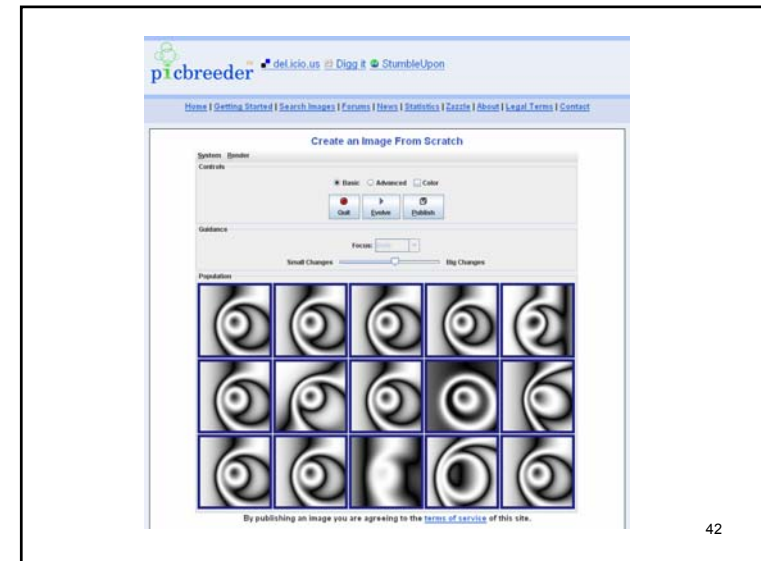 picbreeder del.icio.us Digg it StumbleUpon
Home | Getting Started | Search Images | Forums | News | Statistics | Zazzle | About | Legal Terms | Contact
Create an Image From Scratch
System Render
Controls
Basic Advanced Color
Quit Evolve Publish
Guidance
Focus:
Small Changes Big Changes
Population
By publishing an image you are agreeing to the terms of service of this site.
42